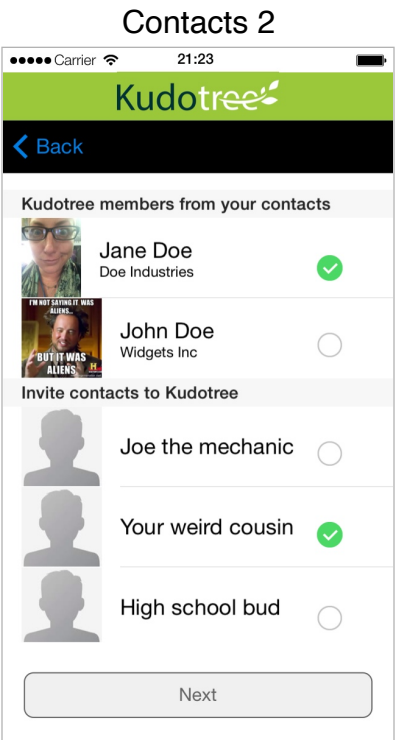 Contacts 2
Carrier 21:23
Kudotree
Back
Kudotree members from your contacts
Jane Doe
Doe Industries
I'M NOT SAYING IT WAS
ALIENS...
BUT IT WAS
ALIENS
H
John Doe
Widgets Inc
Invite contacts to Kudotree
Joe the mechanic
Your weird cousin
High school bud
Next